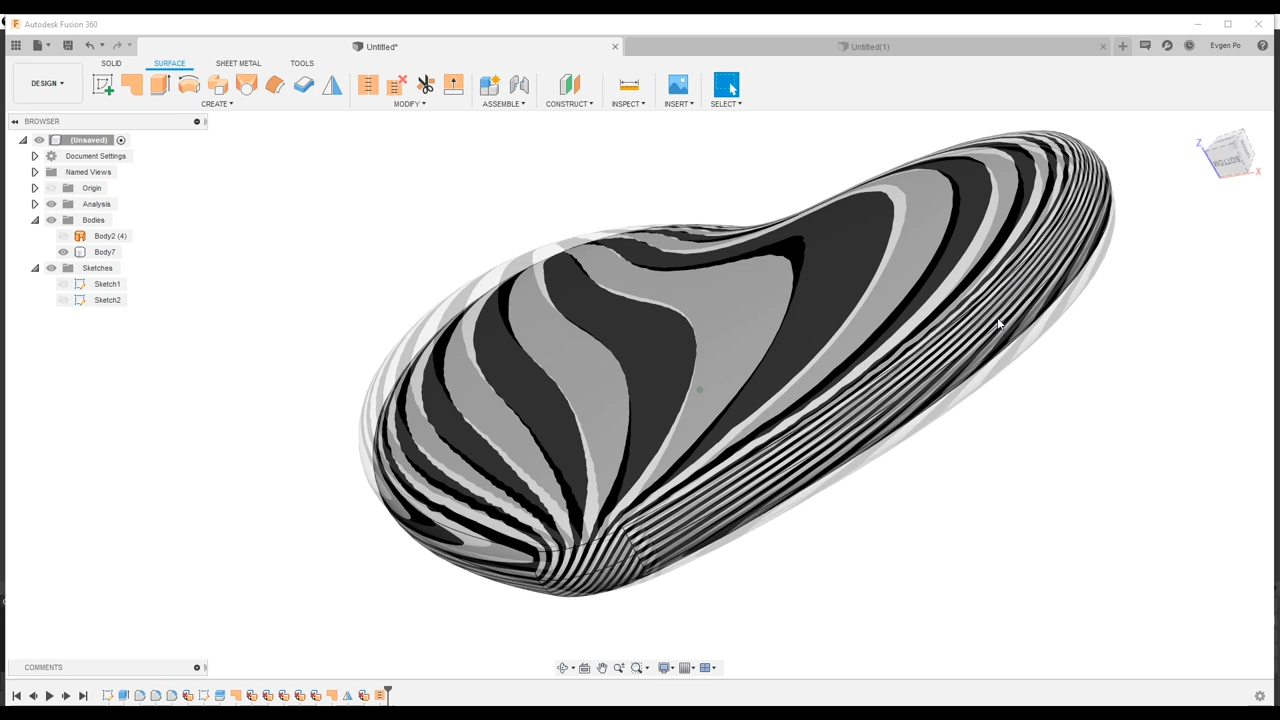 Autodesk Fusion 360
Untitled*
Untitled(1)
Evgen Po
DESIGN
SOLID
SURFACE
SHEET METAL
TOOLS
CREATE
MODIFY
ASSEMBLE
CONSTRUCT
INSPECT
INSERT
SELECT
BROWSER
(Unsaved)
Document Settings
Named Views
Origin
Analysis
Bodies
Body2 (4)
Body7
Sketches
Sketch1
Sketch2
Z
BOTTOM
X
COMMENTS